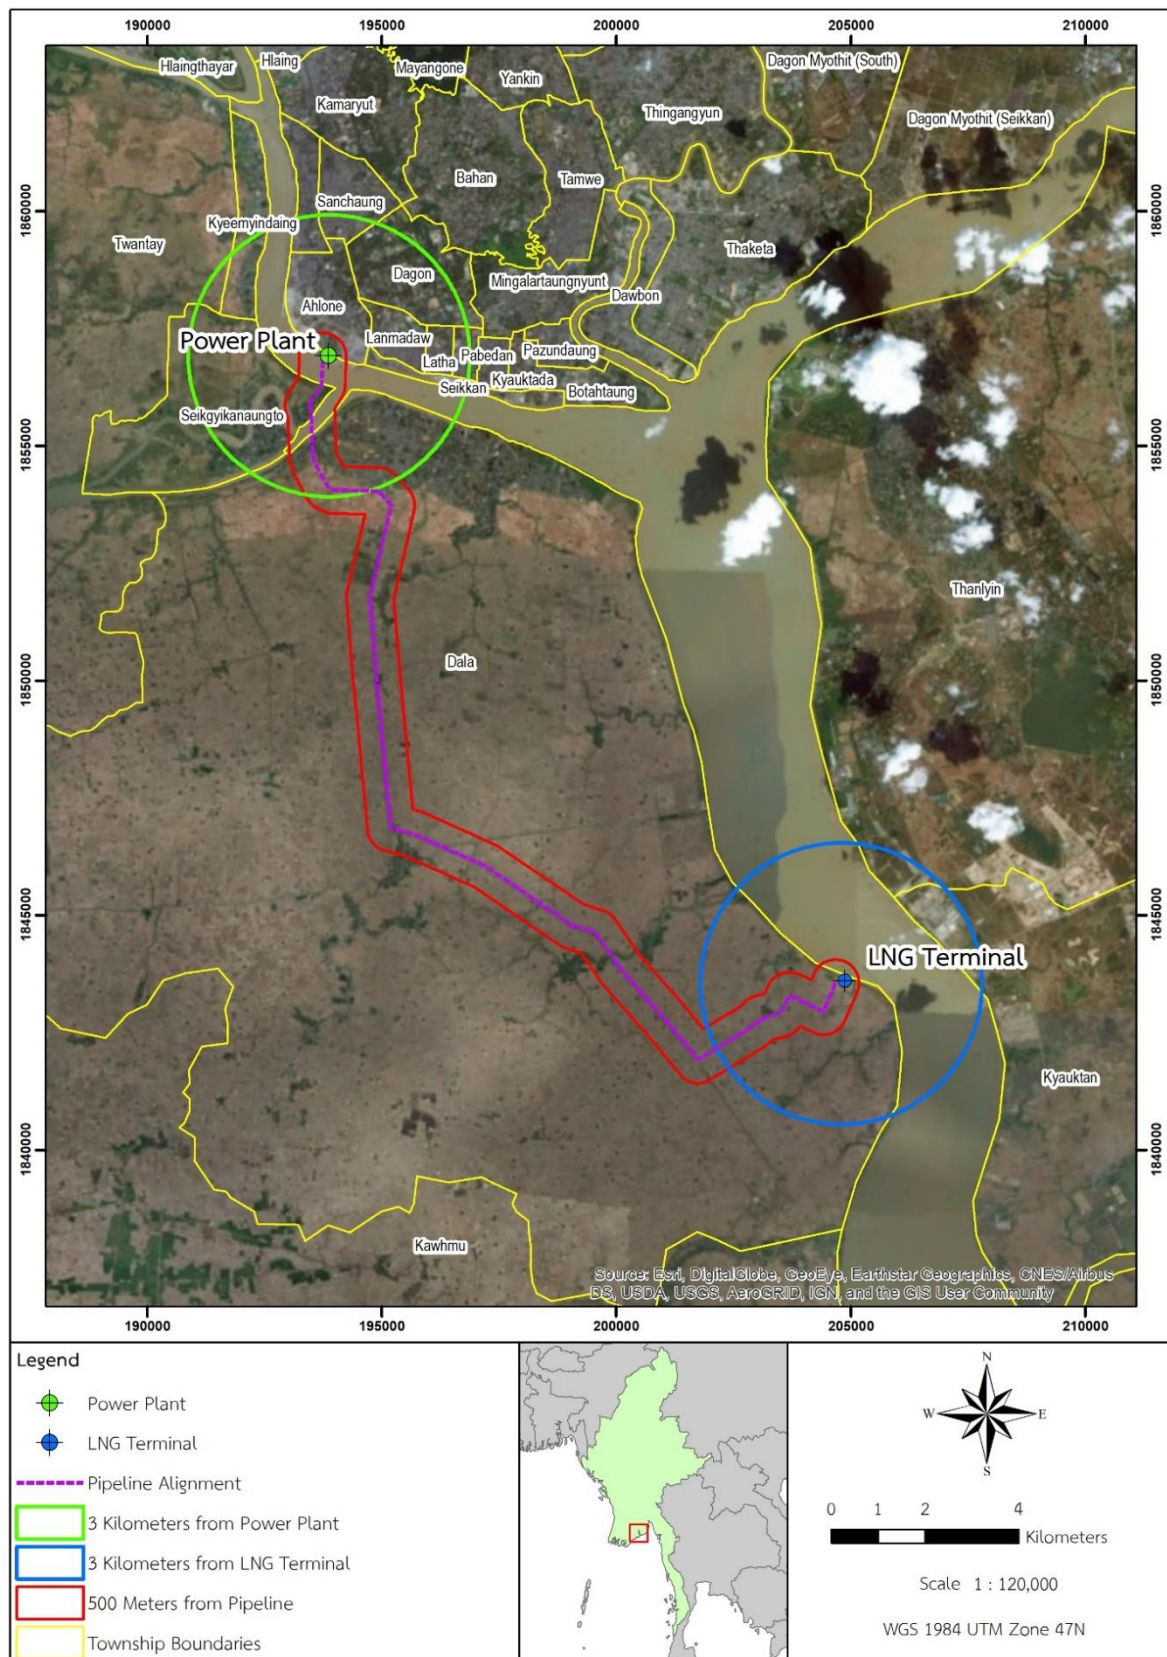 190000
195000
200000
205000
210000
Hlaingthayar
Hlaing
Mayangone
Yankin
Dagon Myothit (South)
Kamaryut
Thingangyun
Dagon Myothit (Seikkan)
1860000
Bahan
Tamwe
1860000
Sanchaung
Kyeemyindaing
Twantay
Thaketa
Dagon
Mingalartaungnyunt
Dawbon
Ahlone
Power Plant
Lanmadaw
Latha
Pabedan
Pazundaung
Seikkan
Kyauktada
Botahtaung
Seikgyikanaungto
1855000
1855000
Thanlyin
Dala
1850000
1850000
1845000
1845000
LNG Terminal
Kyauktan
1840000
1840000
Kawhmu
Source: Esri, DigitalGlobe, GeoEye, Earthstar Geographics, CNES/Airbus
DS, USDA, USGS, AeroGRID, IGN, and the GIS User Community
190000
195000
200000
205000
210000
Legend
Power Plant
LNG Terminal
Pipeline Alignment
3 Kilometers from Power Plant
3 Kilometers from LNG Terminal
500 Meters from Pipeline
Township Boundaries
N
W
E
S
0 1 2 4
Kilometers
Scale 1 : 120,000
WGS 1984 UTM Zone 47N